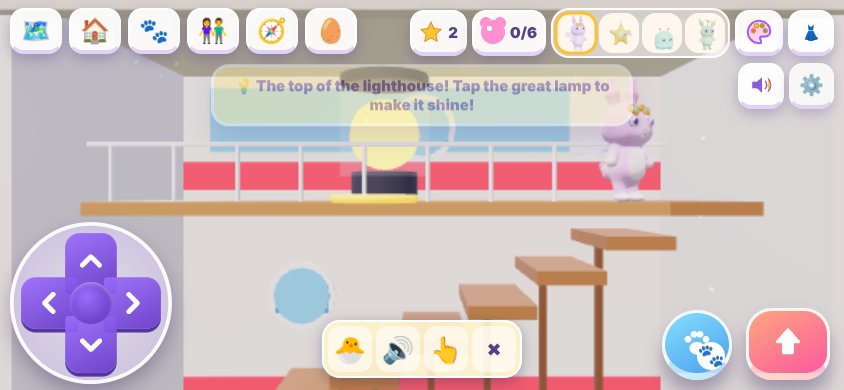 2
0/6
💡 The top of the lighthouse! Tap the great lamp to
make it shine!